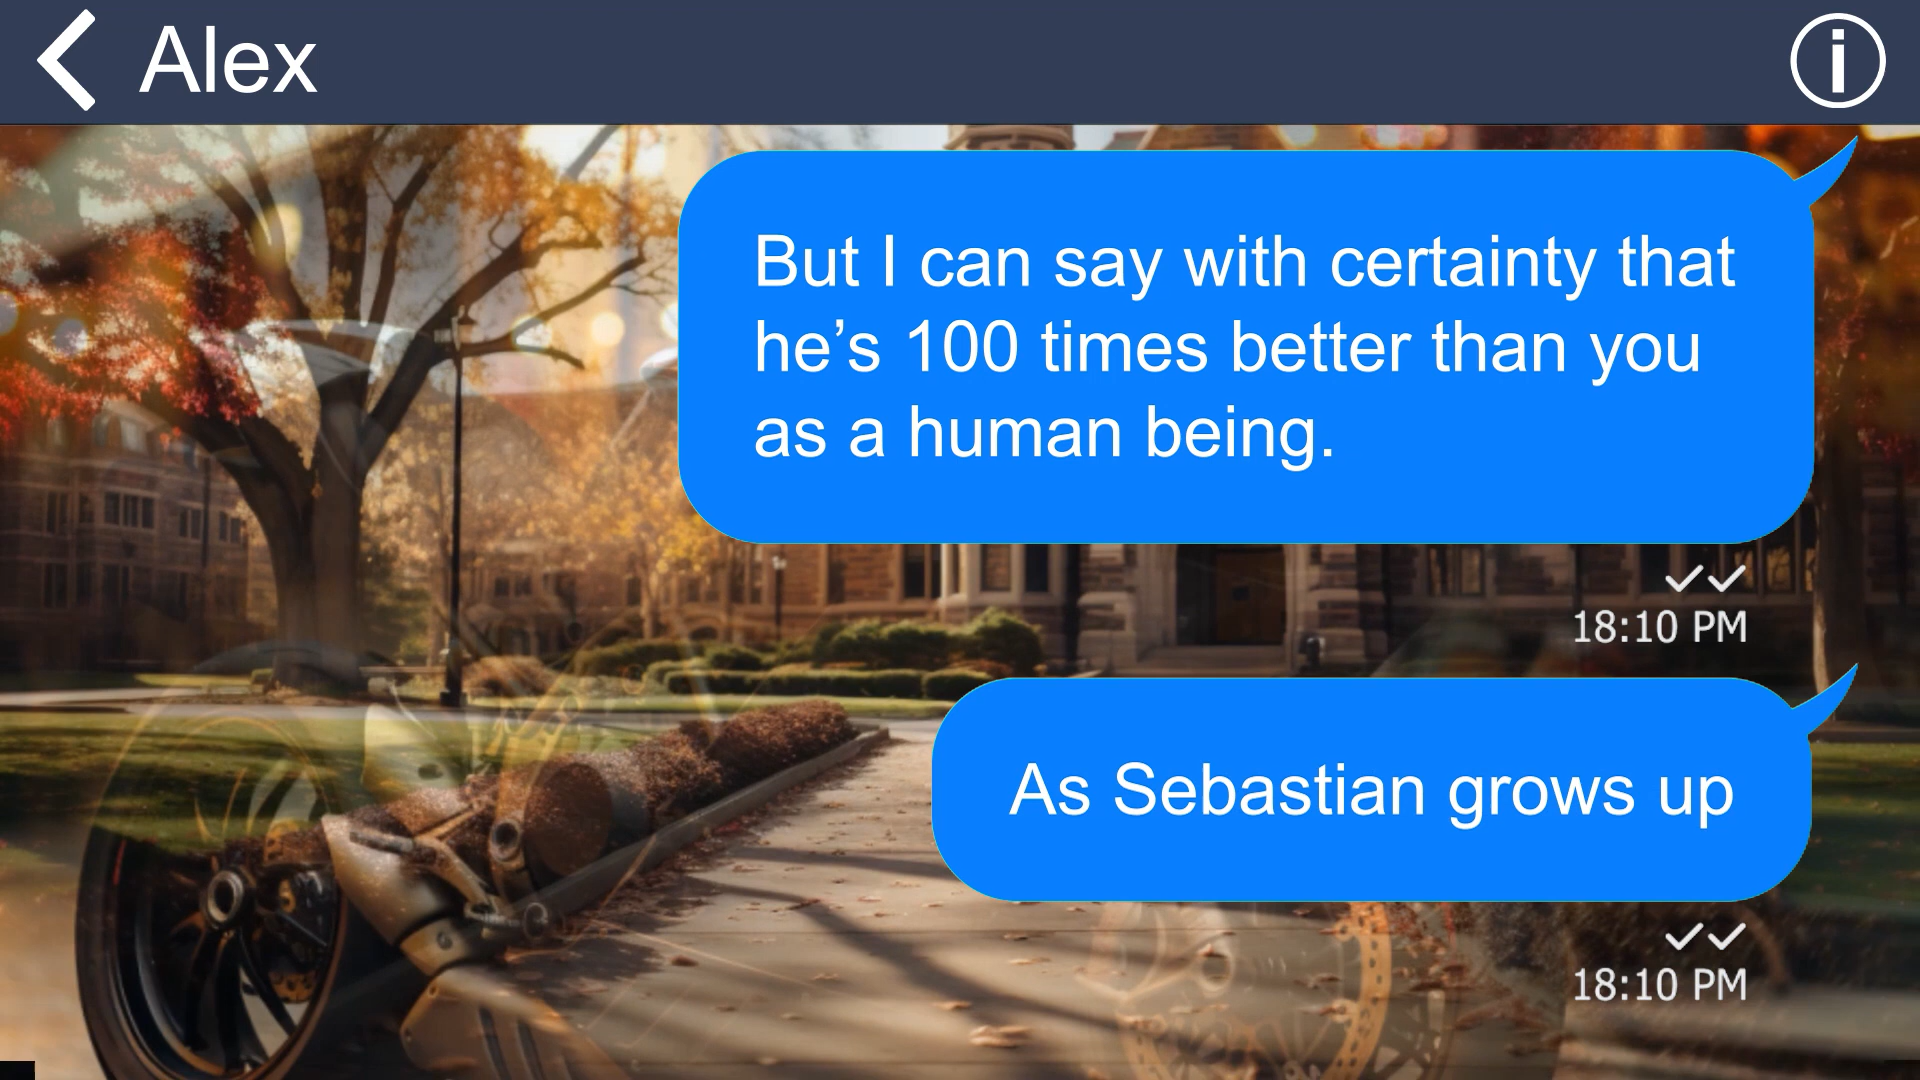 Alex
But I can say with certainty that
he’s 100 times better than you
as a human being.
18:10 PM
As Sebastian grows up
18:10 PM